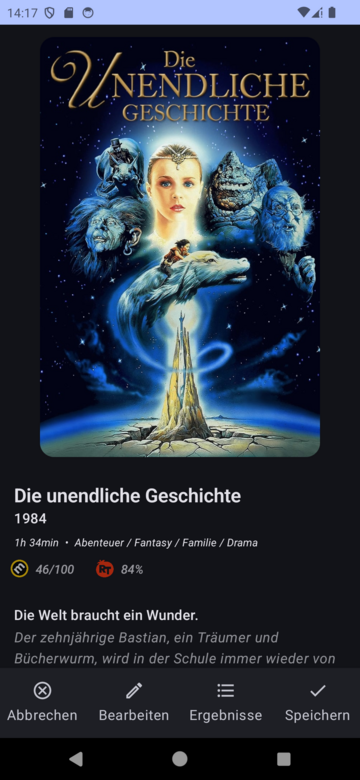 14:17
Die
UNENDLICHE
GESCHICHTE
Die unendliche Geschichte
1984
1h 34min • Abenteuer / Fantasy / Familie / Drama
46/100 RT 84%
Die Welt braucht ein Wunder.
Der zehnjährige Bastian, ein Träumer und
Bücherwurm, wird in der Schule immer wieder von
Abbrechen Bearbeiten Ergebnisse Speichern